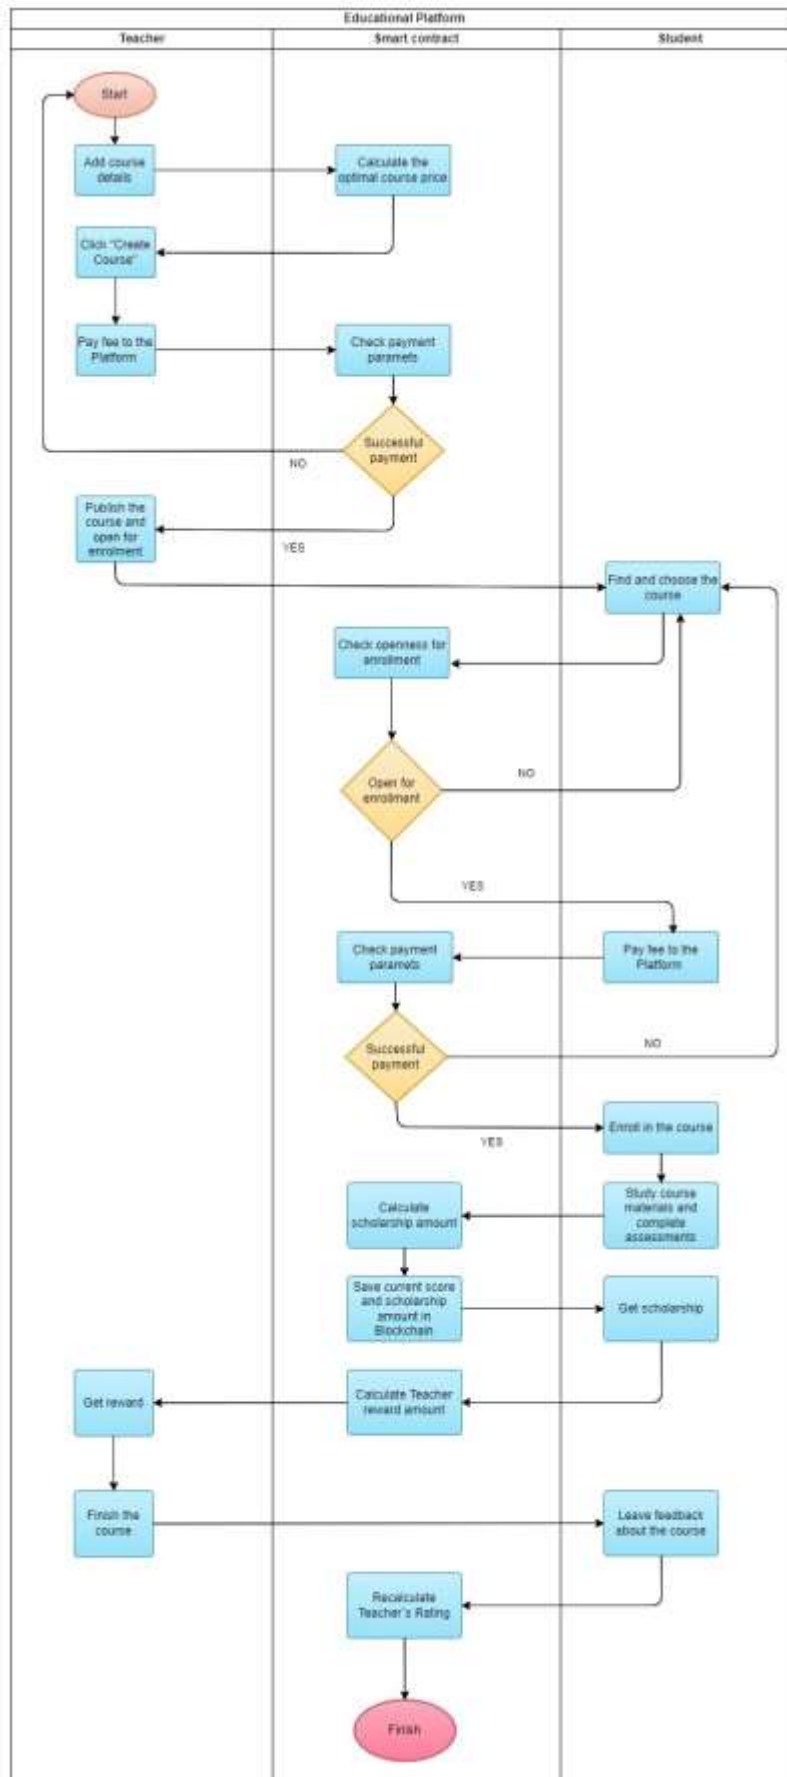 Educational Platform
Teacher
Smart contract
Student
Start
Add course
details
Calculate the
optimal course price
Click "Create
Course"
Pay fee to the
Platform
Check payment
paramets
Successful
payment
NO
Publish the
course and
open for
enrolment
YES
Find and choose the
course
Check openness for
enrollment
Open for
enrollment
NO
YES
Check payment
paramets
Pay fee to the
Platform
Successful
payment
NO
Enroll in the course
YES
Study course
materials and
complete
assessments
Calculate
scholarship amount
Save current score
and scholarship
amount in
Blockchain
Get scholarship
Get reward
Calculate Teacher
reward amount
Finish the
course
Leave feedback
about the course
Recalculate
Teacher's Rating
Finish